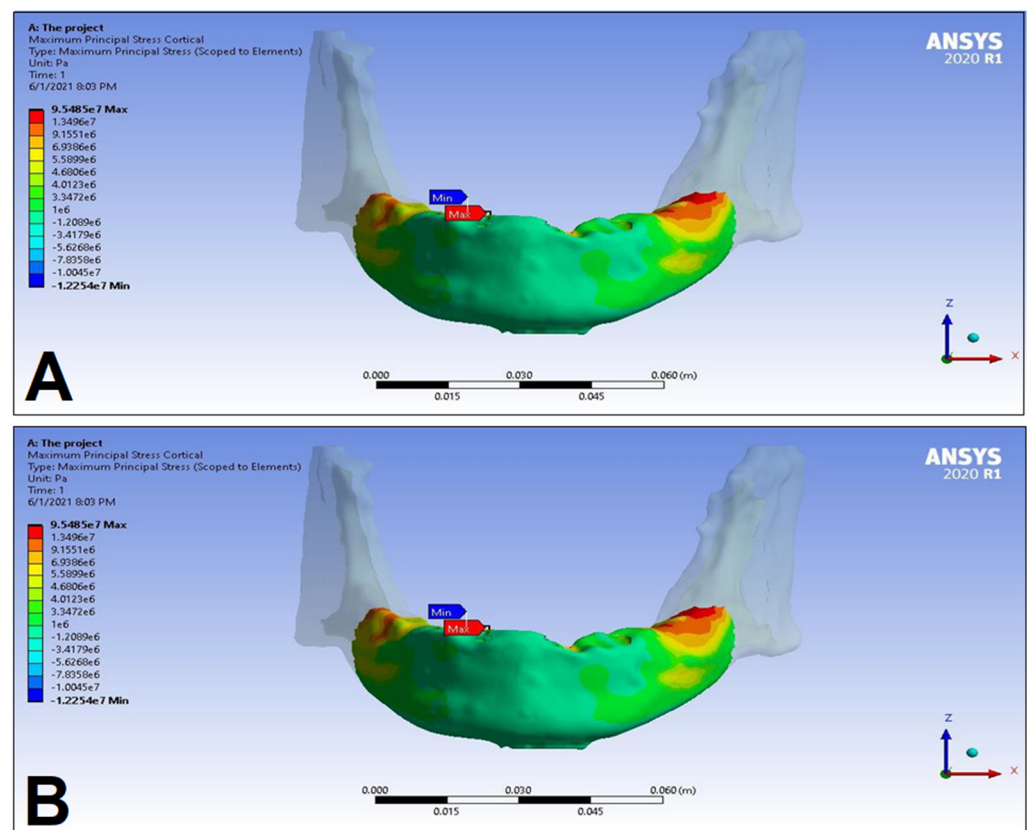 A: The project
Maximum Principal Stress Cortical
Type: Maximum Principal Stress (Scoped to Elements)
Unit: Pa
Time: 1
6/1/2021 8:03 PM
9.5485e7 Max
1.3496e7
9.1551e6
6.9386e6
5.5899e6
4.6806e6
4.0123e6
3.3472e6
1e6
-1.2089e6
-3.4179e6
-5.6268e6
-7.8358e6
-1.0045e7
-1.2254e7 Min
ANSYS
2020 R1
Min
Max
Z
X
0.000
0.030
0.060 (m)
0.015
0.045
A
A: The project
Maximum Principal Stress Cortical
Type: Maximum Principal Stress (Scoped to Elements)
Unit: Pa
Time: 1
6/1/2021 8:03 PM
9.5485e7 Max
1.3496e7
9.1551e6
6.9386e6
5.5899e6
4.6806e6
4.0123e6
3.3472e6
1e6
-1.2089e6
-3.4179e6
-5.6268e6
-7.8358e6
-1.0045e7
-1.2254e7 Min
ANSYS
2020 R1
Min
Max
Z
X
0.000
0.030
0.060 (m)
0.015
0.045
B